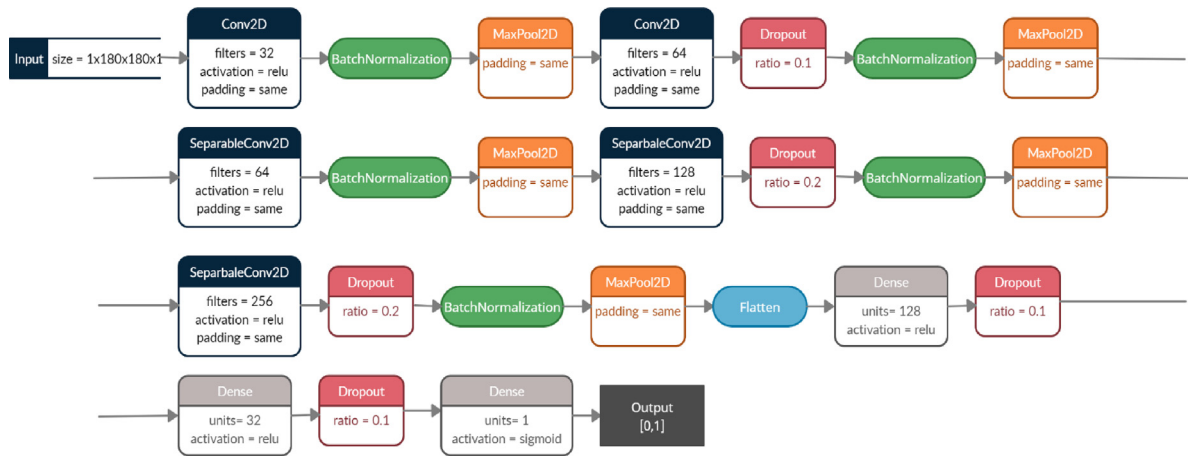 Input
size = 1x180x180x1
Conv2D
filters = 32
activation = relu
padding = same
BatchNormalization
MaxPool2D
padding = same
Conv2D
filters = 64
activation = relu
padding = same
Dropout
ratio = 0.1
BatchNormalization
MaxPool2D
padding = same
SeparableConv2D
filters = 64
activation = relu
padding = same
BatchNormalization
MaxPool2D
padding = same
SeparbaleConv2D
filters = 128
activation = relu
padding = same
Dropout
ratio = 0.2
BatchNormalization
MaxPool2D
padding = same
SeparbaleConv2D
filters = 256
activation = relu
padding = same
Dropout
ratio = 0.2
BatchNormalization
MaxPool2D
padding = same
Flatten
Dense
units= 128
activation = relu
Dropout
ratio = 0.1
Dense
units= 32
activation = relu
Dropout
ratio = 0.1
Dense
units= 1
activation = sigmoid
Output
[0,1]